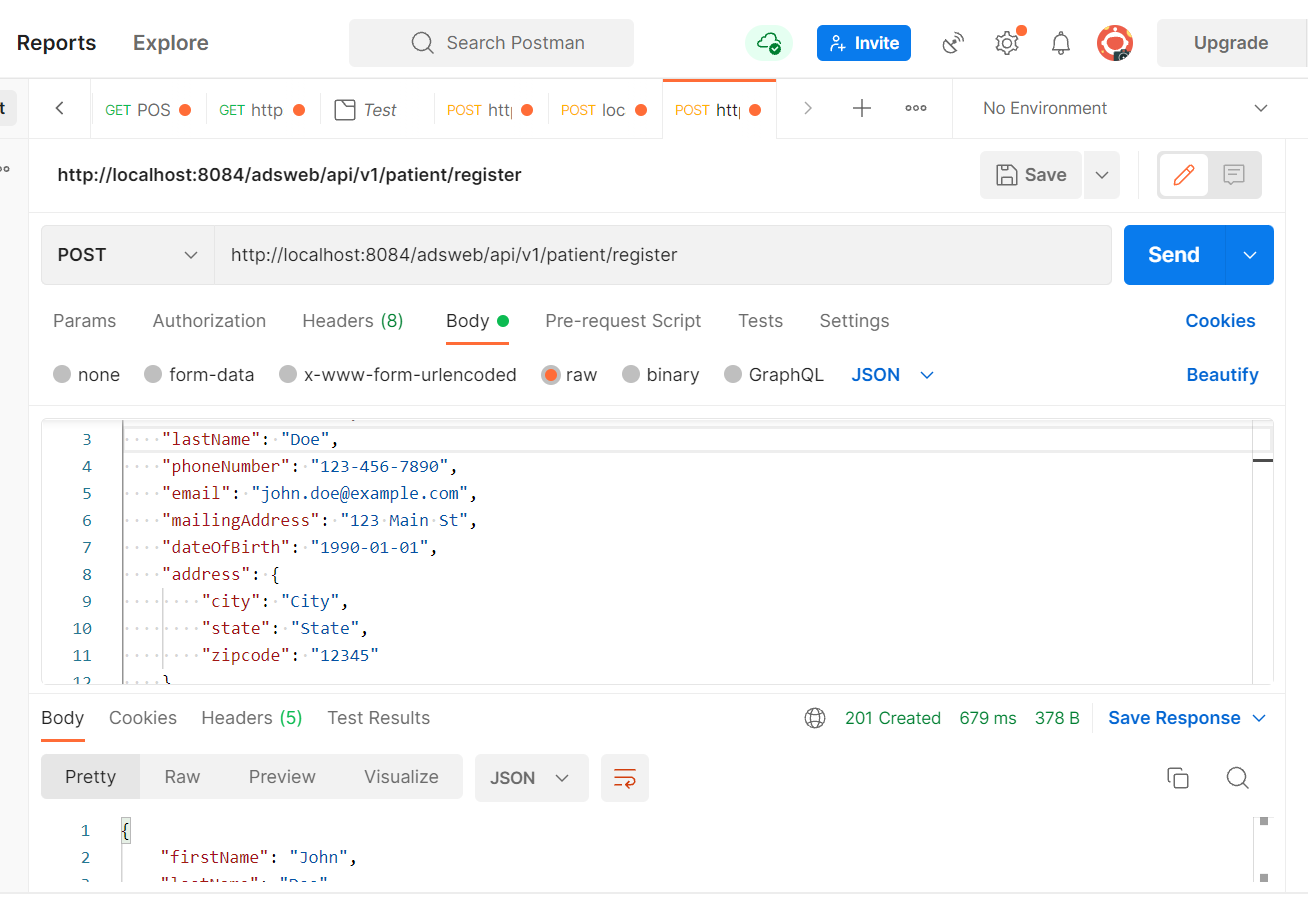 Reports Explore Search Postman Invite Upgrade
t GET POS GET http Test POST htt POST loc POST htt No Environment
http://localhost:8084/adsweb/api/v1/patient/register Save
POST http://localhost:8084/adsweb/api/v1/patient/register Send
Params Authorization Headers (8) Body Pre-request Script Tests Settings Cookies
none form-data x-www-form-urlencoded raw binary GraphQL JSON Beautify
3 "lastName": "Doe",
4 "phoneNumber": "123-456-7890",
5 "email": "john.doe@example.com",
6 "mailingAddress": "123 Main St",
7 "dateOfBirth": "1990-01-01",
8 "address": {
9 "city": "City",
10 "state": "State",
11 "zipcode": "12345"
12 }
Body Cookies Headers (5) Test Results 201 Created 679 ms 378 B Save Response
Pretty Raw Preview Visualize JSON
1 {
2 "firstName": "John",
3 "lastName": "Doe"